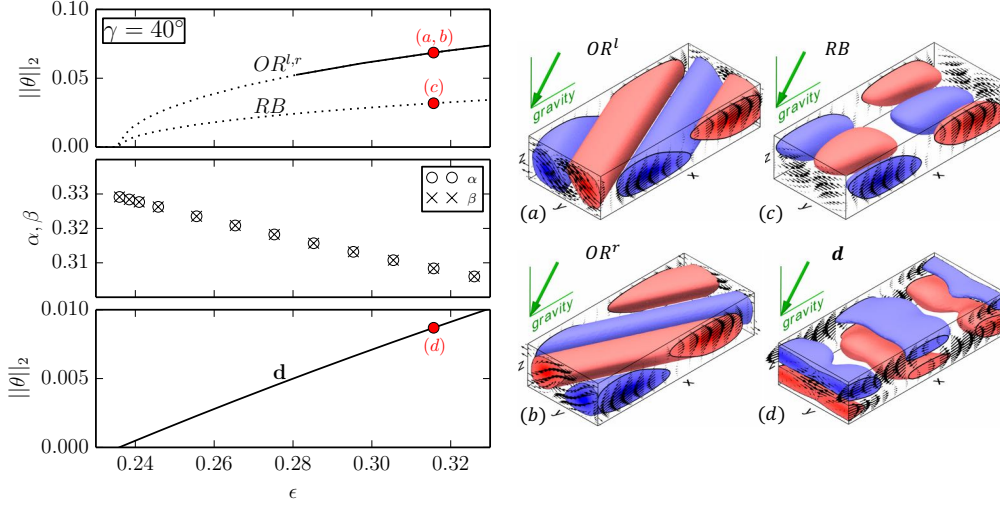 γ = 40°
0.10
0.05
0.00
||θ||₂
OR^{l,r}
RB
(a, b)
(c)
0.33
0.32
0.31
α, β
α
β
0.010
0.005
0.000
||θ||₂
d
(d)
0.24
0.26
0.28
0.30
0.32
ϵ
OR^l
gravity
z
y
x
(a)
RB
gravity
z
y
x
(c)
OR^r
gravity
y
x
(b)
d
gravity
y
x
(d)